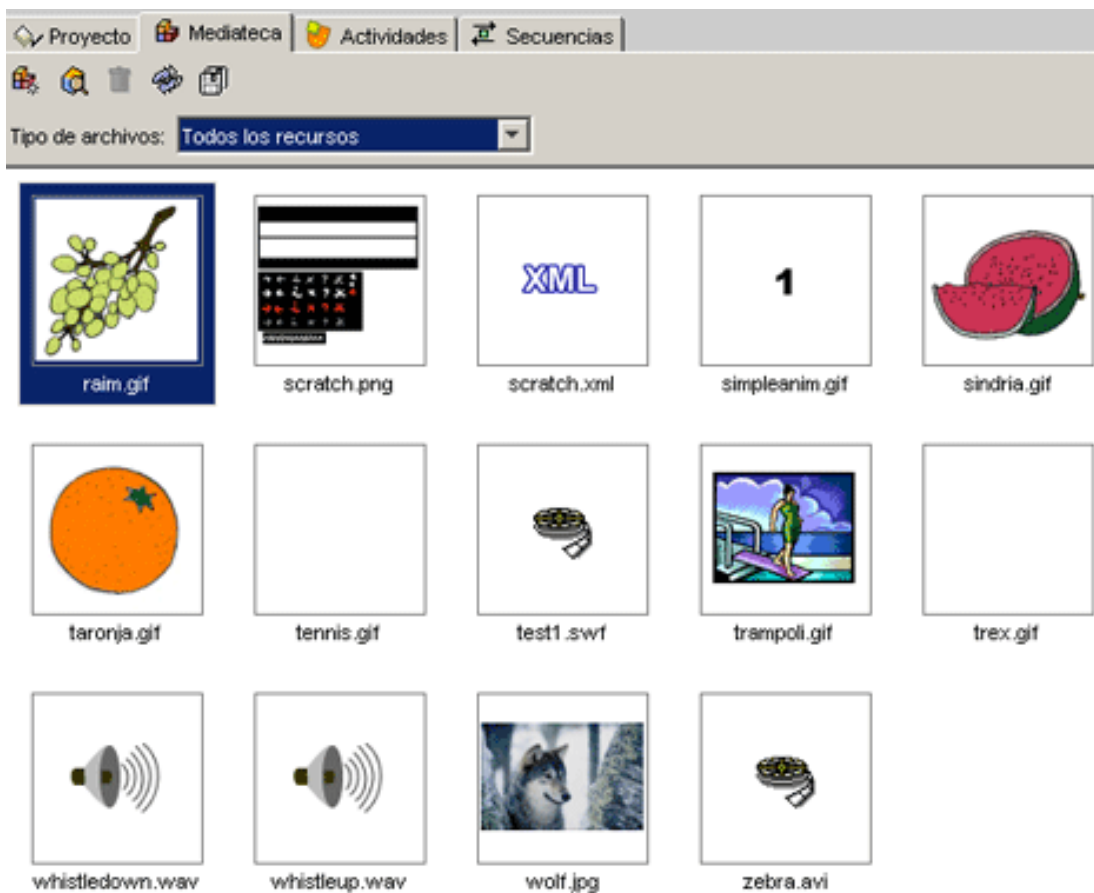 Proyecto Mediateca Actividades Secuencias
Tipo de archivos: Todos los recursos
XML 1
raim.gif scratch.png scratch.xml simpleanim.gif sindria.gif
taronja.gif tennis.gif test1.swf trampoli.gif trex.gif
whistledown.wav whistleup.wav wolf.jpg zebra.avi